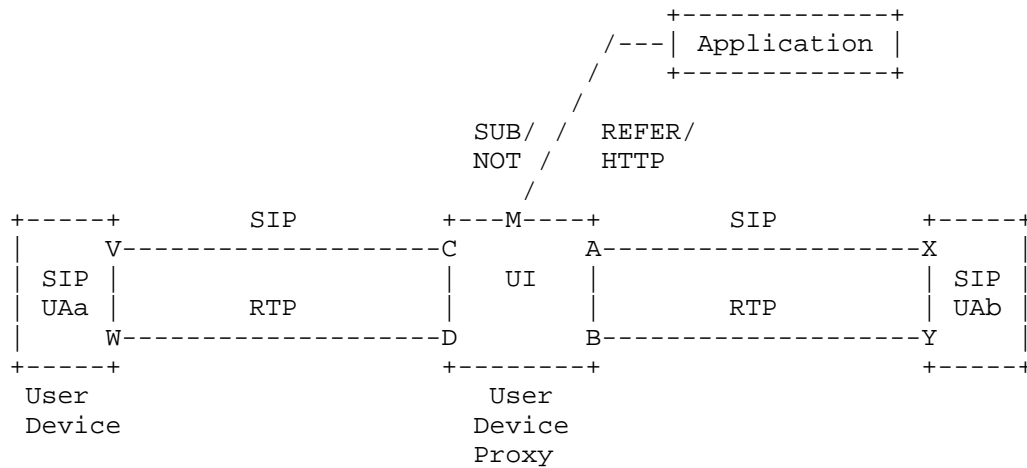 +-------------+
                                         /---| Application |
                                        /    +-------------+
                                       /
                                SUB/  /  REFER/
                                NOT  /   HTTP
                                    /
+-----+         SIP           +---M----+         SIP           +-----+
|     V---------------------C        A---------------------X     |
| SIP |                     |   UI   |                     | SIP |
| UAa |         RTP         |        |         RTP         | UAb |
|     W---------------------D        B---------------------Y     |
+-----+                     +--------+                     +-----+
User                          User
Device                       Device
                             Proxy